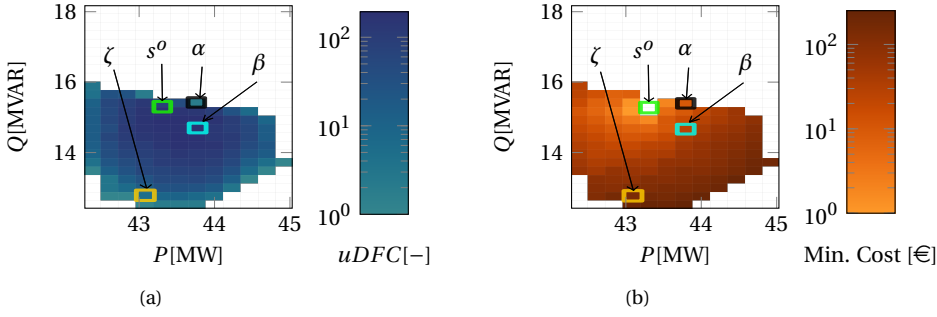 18
16
14
Q[MVAR]
43
44
45
P[MW]
ζ
s^o
α
β
10^2
10^1
10^0
uDFC[−]
(a)
18
16
14
Q[MVAR]
43
44
45
P[MW]
ζ
s^o
α
β
10^2
10^1
10^0
Min. Cost [€]
(b)